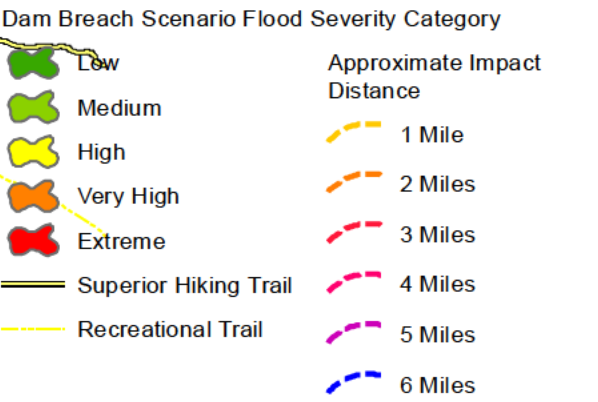 Dam Breach Scenario Flood Severity Category
Low
Medium
High
Very High
Extreme
Superior Hiking Trail
Recreational Trail
Approximate Impact
Distance
1 Mile
2 Miles
3 Miles
4 Miles
5 Miles
6 Miles